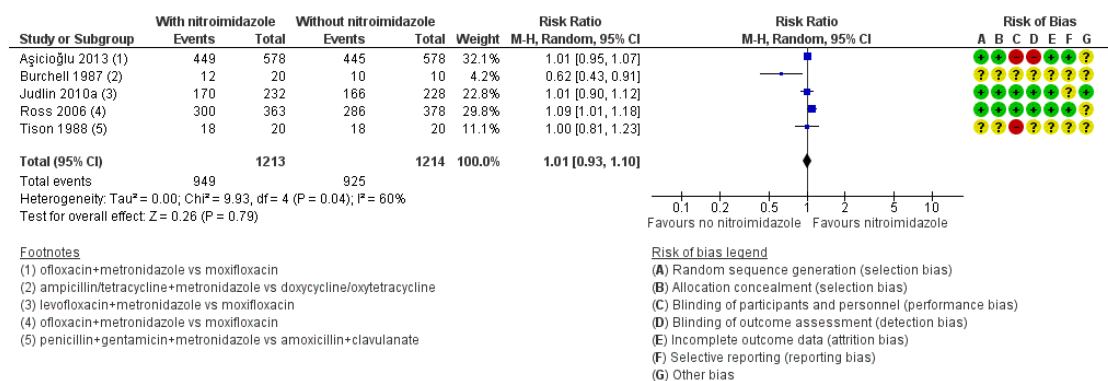 With nitroimidazole Without nitroimidazole Risk Ratio Risk Ratio Risk of Bias
Study or Subgroup Events Total Events Total Weight M-H, Random, 95% CI M-H, Random, 95% CI A B C D E F G
Aşicioğlu 2013 (1) 449 578 445 578 32.1% 1.01 [0.95, 1.07] + + - - + + ?
Burchell 1987 (2) 12 20 10 10 4.2% 0.62 [0.43, 0.91] ? ? ? ? ? ? ?
Judlin 2010a (3) 170 232 166 228 22.8% 1.01 [0.90, 1.12] + + + + + ? +
Ross 2006 (4) 300 363 286 378 29.8% 1.09 [1.01, 1.18] + + + + + + ?
Tison 1988 (5) 18 20 18 20 11.1% 1.00 [0.81, 1.23] ? ? - ? ? ? ?
Total (95% CI) 1213 1214 100.0% 1.01 [0.93, 1.10]
Total events 949 925
Heterogeneity: Tau² = 0.00; Chi² = 9.93, df = 4 (P = 0.04); I² = 60%
Test for overall effect: Z = 0.26 (P = 0.79)
0.1 0.2 0.5 1 2 5 10
Favours no nitroimidazole Favours nitroimidazole
Footnotes
(1) ofloxacin+metronidazole vs moxifloxacin
(2) ampicillin/tetracycline+metronidazole vs doxycycline/oxytetracycline
(3) levofloxacin+metronidazole vs moxifloxacin
(4) ofloxacin+metronidazole vs moxifloxacin
(5) penicillin+gentamicin+metronidazole vs amoxicillin+clavulanate
Risk of bias legend
(A) Random sequence generation (selection bias)
(B) Allocation concealment (selection bias)
(C) Blinding of participants and personnel (performance bias)
(D) Blinding of outcome assessment (detection bias)
(E) Incomplete outcome data (attrition bias)
(F) Selective reporting (reporting bias)
(G) Other bias